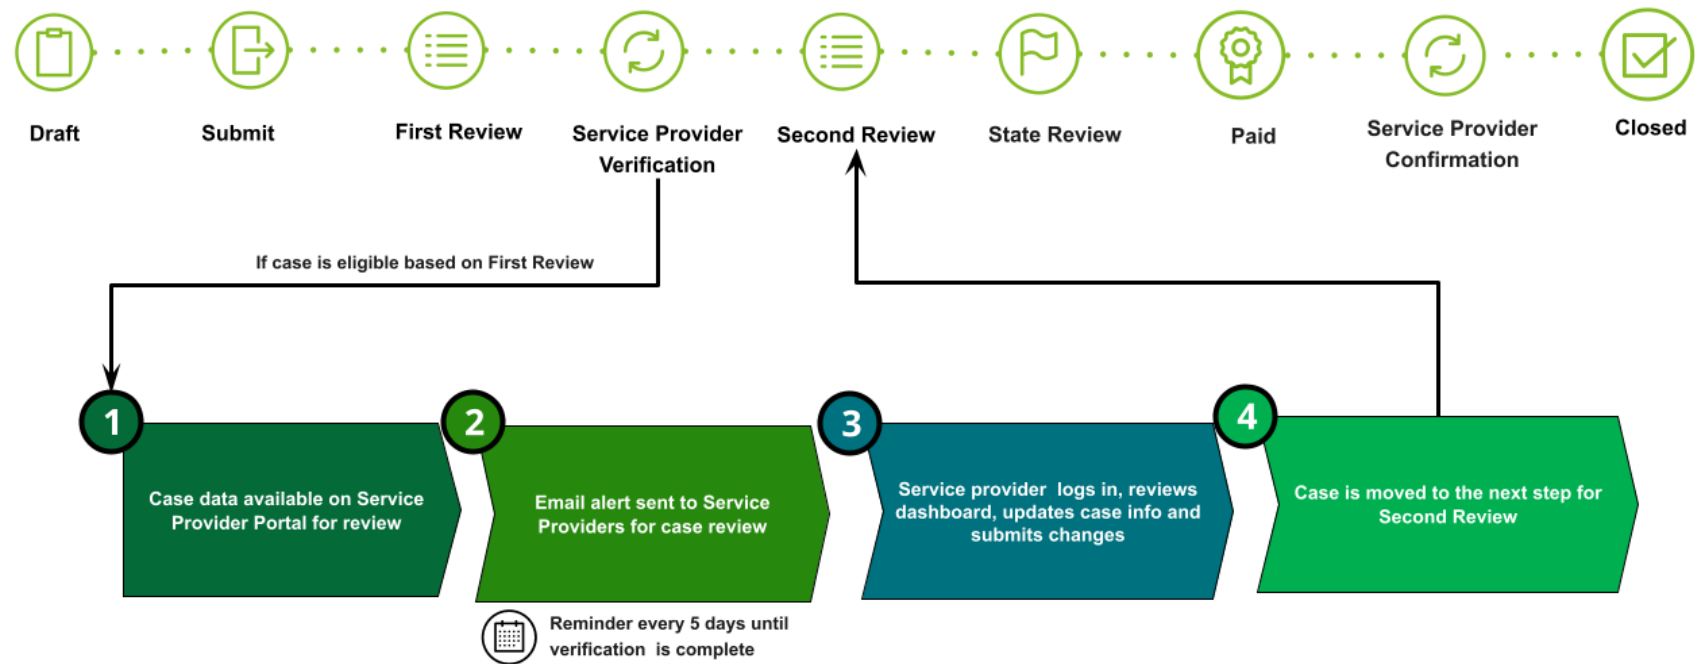 Draft
Submit
First Review
Service Provider
Verification
Second Review
State Review
Paid
Service Provider
Confirmation
Closed
If case is eligible based on First Review
1
Case data available on Service
Provider Portal for review
2
Email alert sent to Service
Providers for case review
Reminder every 5 days until
verification is complete
3
Service provider logs in, reviews
dashboard, updates case info and
submits changes
4
Case is moved to the next step for
Second Review